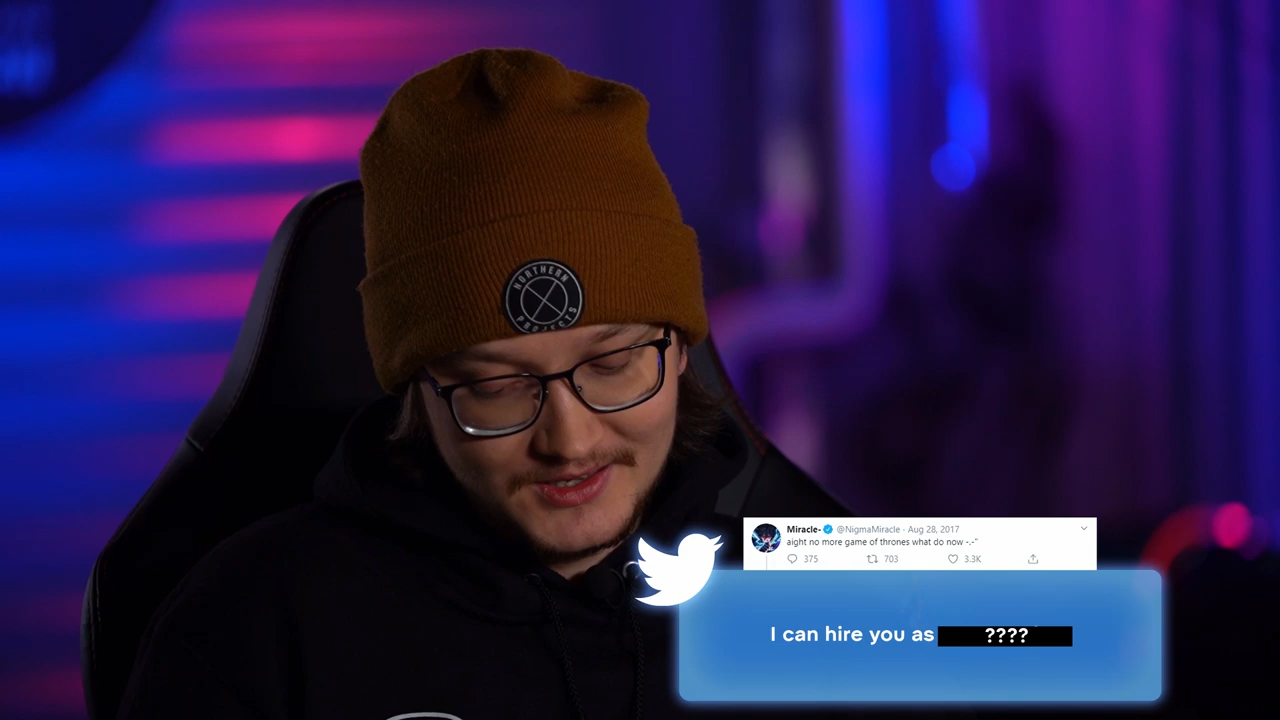 NORTHERN
PROJECTS
Miracle- @NigmaMiracle · Aug 28, 2017
aight no more game of thrones what do now -.-"
375 703 3.3K
I can hire you as ????